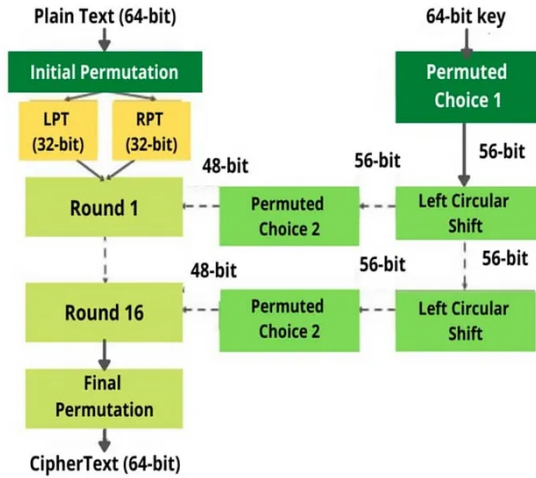 Plain Text (64-bit)
64-bit key
Initial Permutation
Permuted
Choice 1
LPT
(32-bit)
RPT
(32-bit)
56-bit
48-bit
56-bit
Round 1
Permuted
Choice 2
Left Circular
Shift
48-bit
56-bit
56-bit
Round 16
Permuted
Choice 2
Left Circular
Shift
Final
Permutation
CipherText (64-bit)